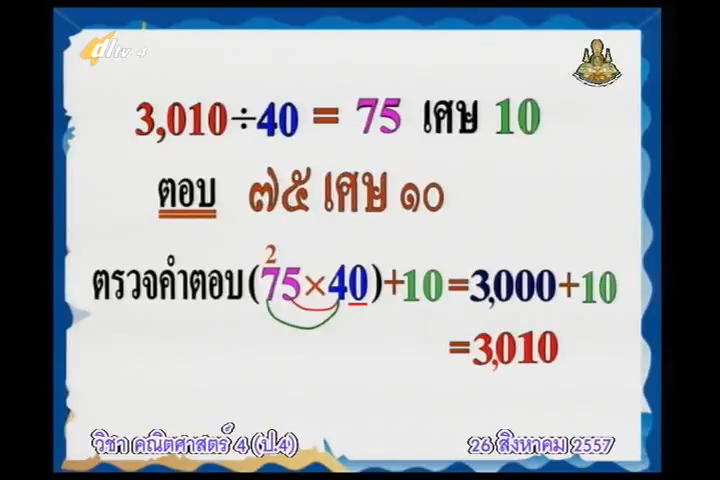 dltv 4
3,010÷40 = 75 เศษ 10
ตอบ ๗๕ เศษ ๑๐
2
ตรวจคำตอบ(75×40)+10=3,000+10
=3,010
วิชา คณิตศาสตร์ 4 (ป.4) 26 สิงหาคม 2557